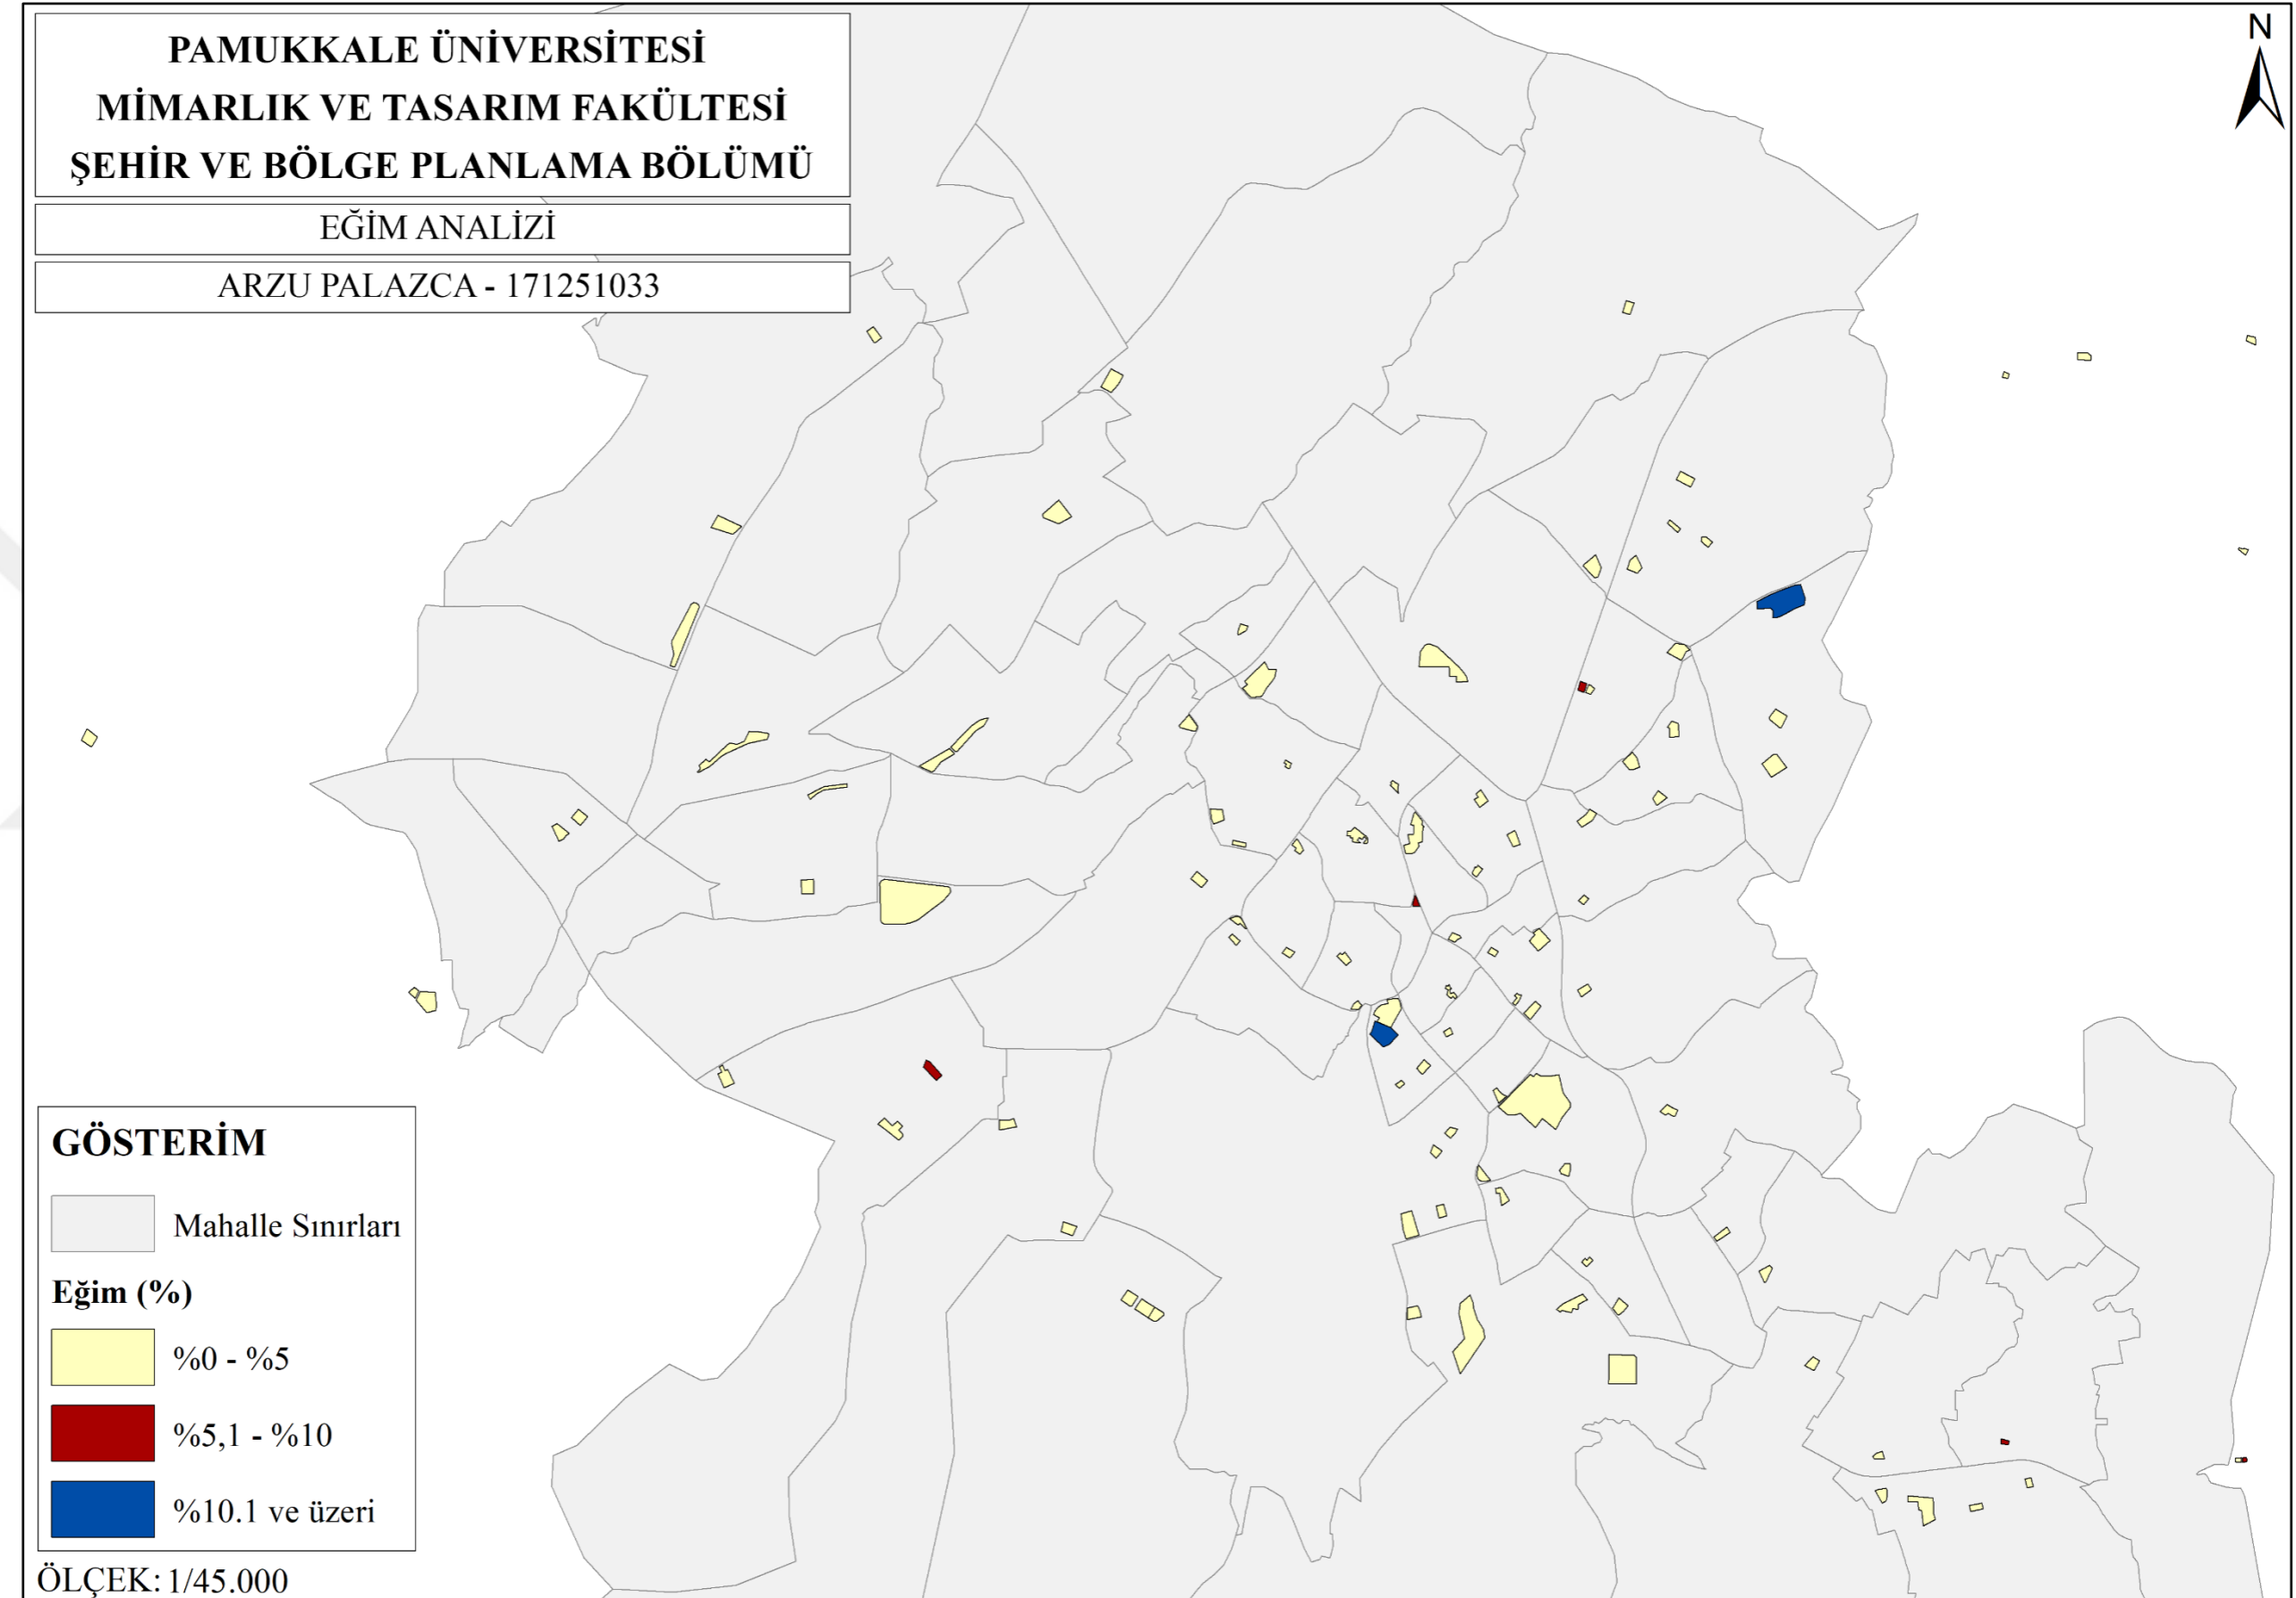 PAMUKKALE ÜNİVERSİTESİ
MİMARLIK VE TASARIM FAKÜLTESİ
ŞEHİR VE BÖLGE PLANLAMA BÖLÜMÜ
EĞİM ANALİZİ
ARZU PALAZCA - 171251033
N
GÖSTERİM
Mahalle Sınırları
Eğim (%)
%0 - %5
%5,1 - %10
%10.1 ve üzeri
ÖLÇEK: 1/45.000